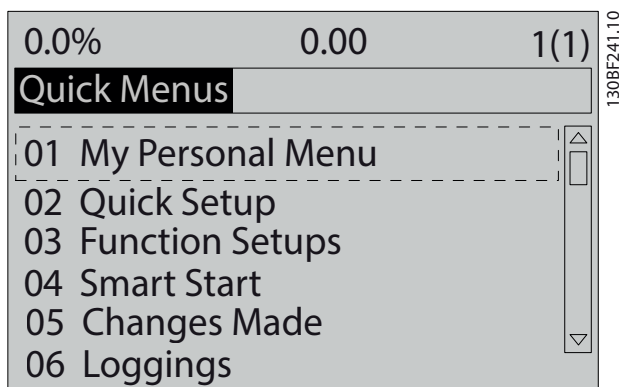 0.0% 0.00 1(1)
Quick Menus
01 My Personal Menu
02 Quick Setup
03 Function Setups
04 Smart Start
05 Changes Made
06 Loggings
130BF241.10